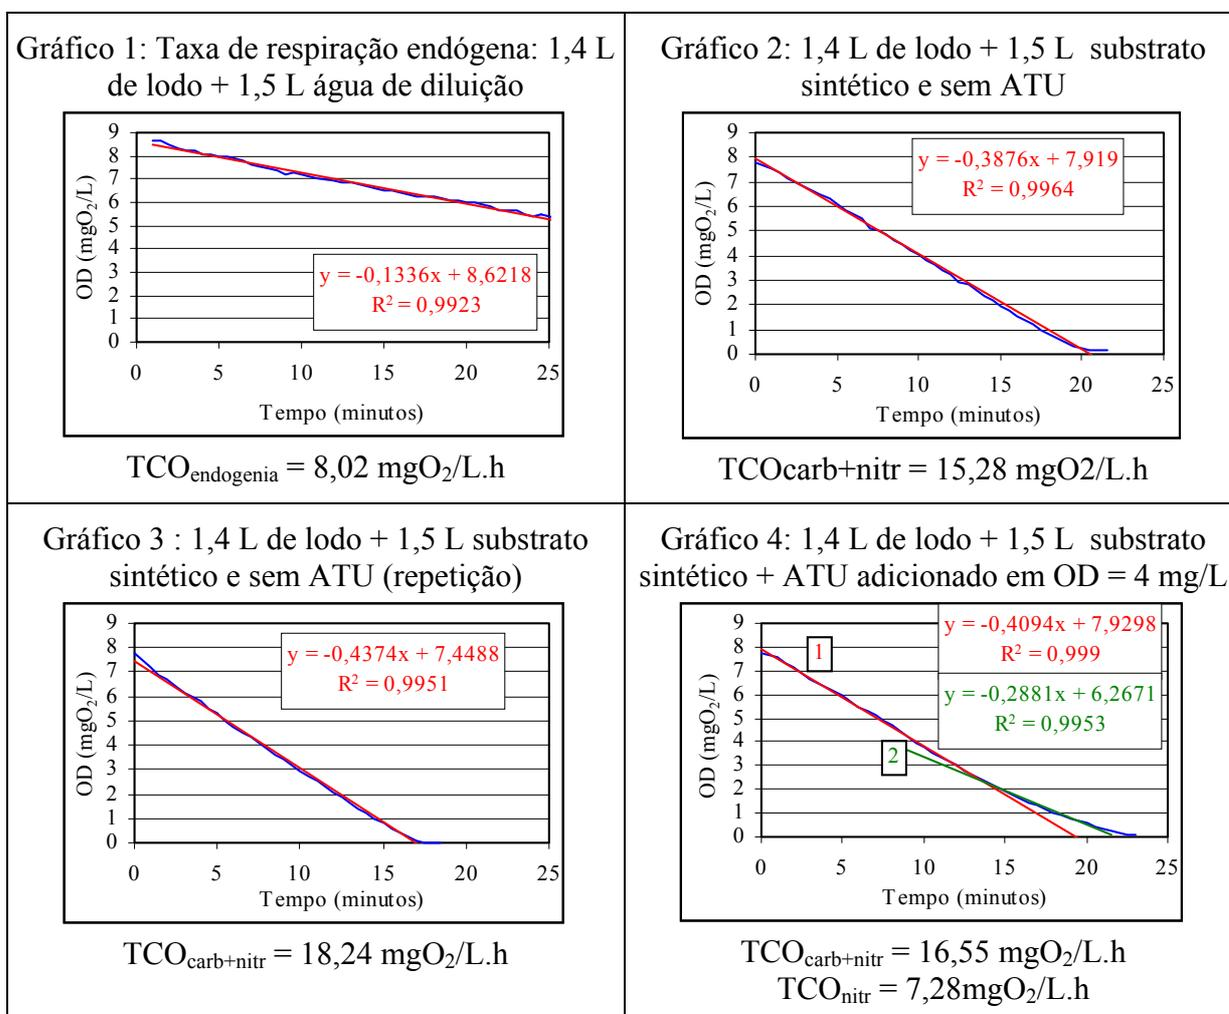 Gráfico 1: Taxa de respiração endógena: 1,4 L
de lodo + 1,5 L água de diluição
9
8
7
6
5
4
3
2
1
0
OD (mgO₂/L)
y = -0,1336x + 8,6218
R² = 0,9923
0 5 10 15 20 25
Tempo (minutos)
TCOendogenia = 8,02 mgO₂/L.h
Gráfico 2: 1,4 L de lodo + 1,5 L substrato
sintético e sem ATU
9
8
7
6
5
4
3
2
1
0
OD (mgO₂/L)
y = -0,3876x + 7,919
R² = 0,9964
0 5 10 15 20 25
Tempo (minutos)
TCOcarb+nitr = 15,28 mgO2/L.h
Gráfico 3 : 1,4 L de lodo + 1,5 L substrato
sintético e sem ATU (repetição)
9
8
7
6
5
4
3
2
1
0
OD (mgO₂/L)
y = -0,4374x + 7,4488
R² = 0,9951
0 5 10 15 20 25
Tempo (minutos)
TCOcarb+nitr = 18,24 mgO₂/L.h
Gráfico 4: 1,4 L de lodo + 1,5 L substrato
sintético + ATU adicionado em OD = 4 mg/L
9
8
7
6
5
4
3
2
1
0
OD (mgO₂/L)
y = -0,4094x + 7,9298
R² = 0,999
y = -0,2881x + 6,2671
R² = 0,9953
1
2
0 5 10 15 20 25
Tempo (minutos)
TCOcarb+nitr = 16,55 mgO₂/L.h
TCOnitr = 7,28mgO₂/L.h